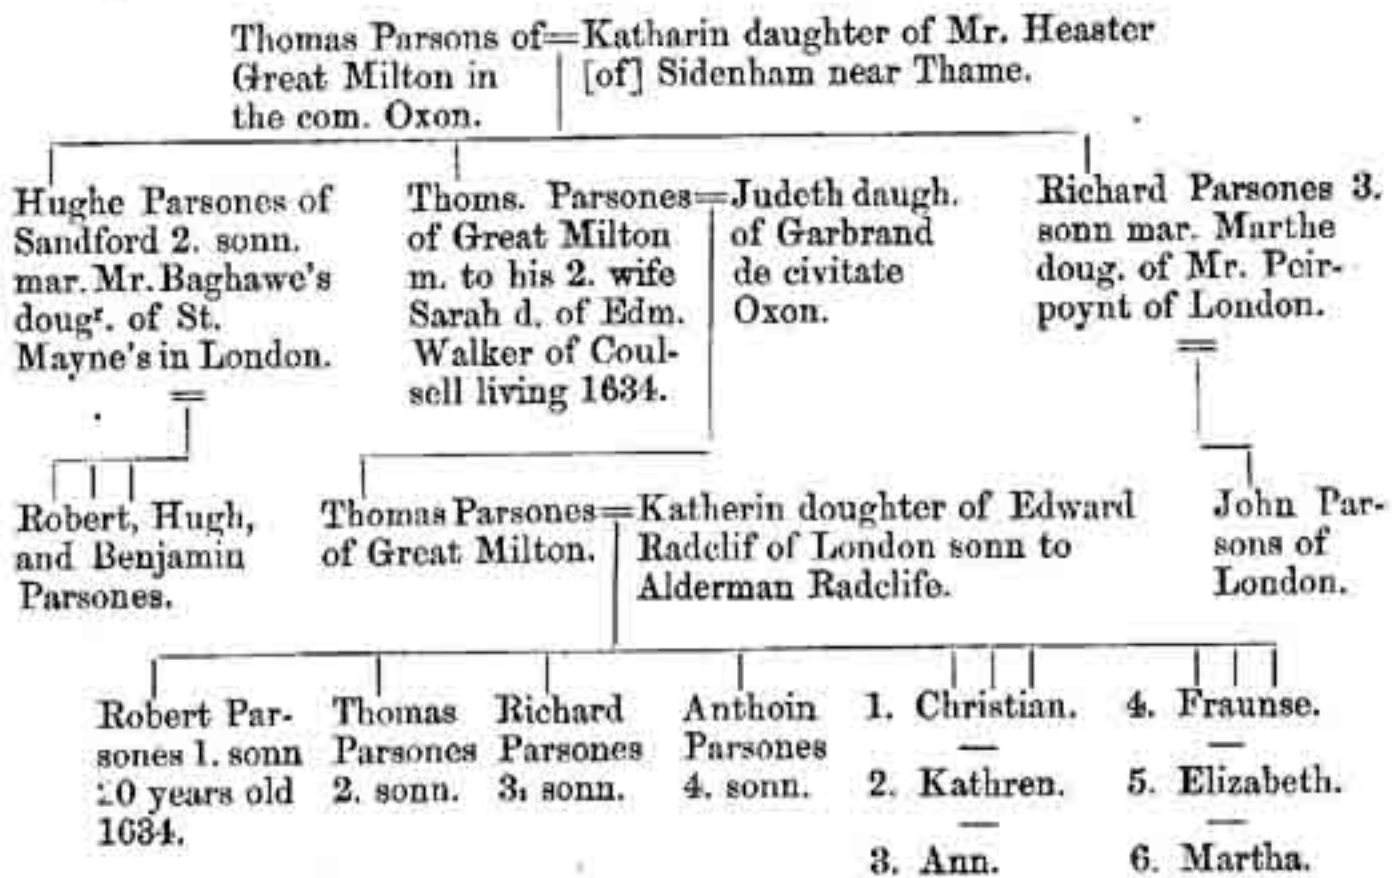 Thomas Parsons of=Katharin daughter of Mr. Heaster
Great Milton in [of] Sidenham near Thame.
the com. Oxon.
Hughe Parsones of
Sandford 2. sonn.
mar. Mr. Baghawe's
dougr. of St.
Mayne's in London.
Thoms. Parsones=Judeth daugh.
of Great Milton of Garbrand
m. to his 2. wife de civitate
Sarah d. of Edm. Oxon.
Walker of Coul-
sell living 1634.
Richard Parsones 3.
sonn mar. Marthe
doug. of Mr. Peir-
poynt of London.
Robert, Hugh,
and Benjamin
Parsones.
Thomas Parsones=Katherin doughter of Edward
of Great Milton. Radclif of London sonn to
Alderman Radclife.
John Par-
sons of
London.
Robert Par-
sones 1. sonn
20 years old
1634.
Thomas
Parsones
2. sonn.
Richard
Parsones
3. sonn.
Anthoin
Parsones
4. sonn.
1. Christian.
2. Kathren.
3. Ann.
4. Fraunse.
5. Elizabeth.
6. Martha.